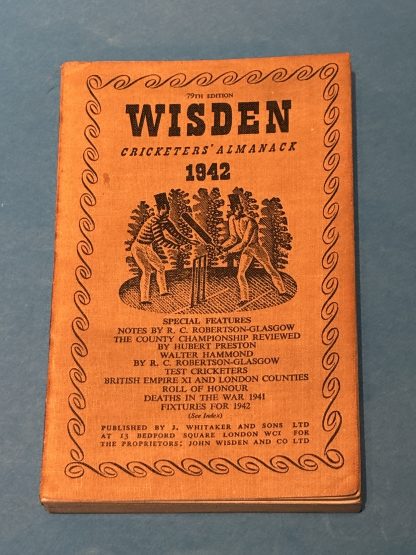 79TH EDITION
WISDEN
CRICKETERS' ALMANACK
1942
SPECIAL FEATURES
NOTES BY R. C. ROBERTSON-GLASGOW
THE COUNTY CHAMPIONSHIP REVIEWED
BY HUBERT PRESTON
WALTER HAMMOND
BY R. C. ROBERTSON-GLASGOW
TEST CRICKETERS
BRITISH EMPIRE XI AND LONDON COUNTIES
ROLL OF HONOUR
DEATHS IN THE WAR 1941
FIXTURES FOR 1942
(See Index)
PUBLISHED BY J. WHITAKER AND SONS LTD
AT 13 BEDFORD SQUARE LONDON WC1 FOR
THE PROPRIETORS: JOHN WISDEN AND CO LTD